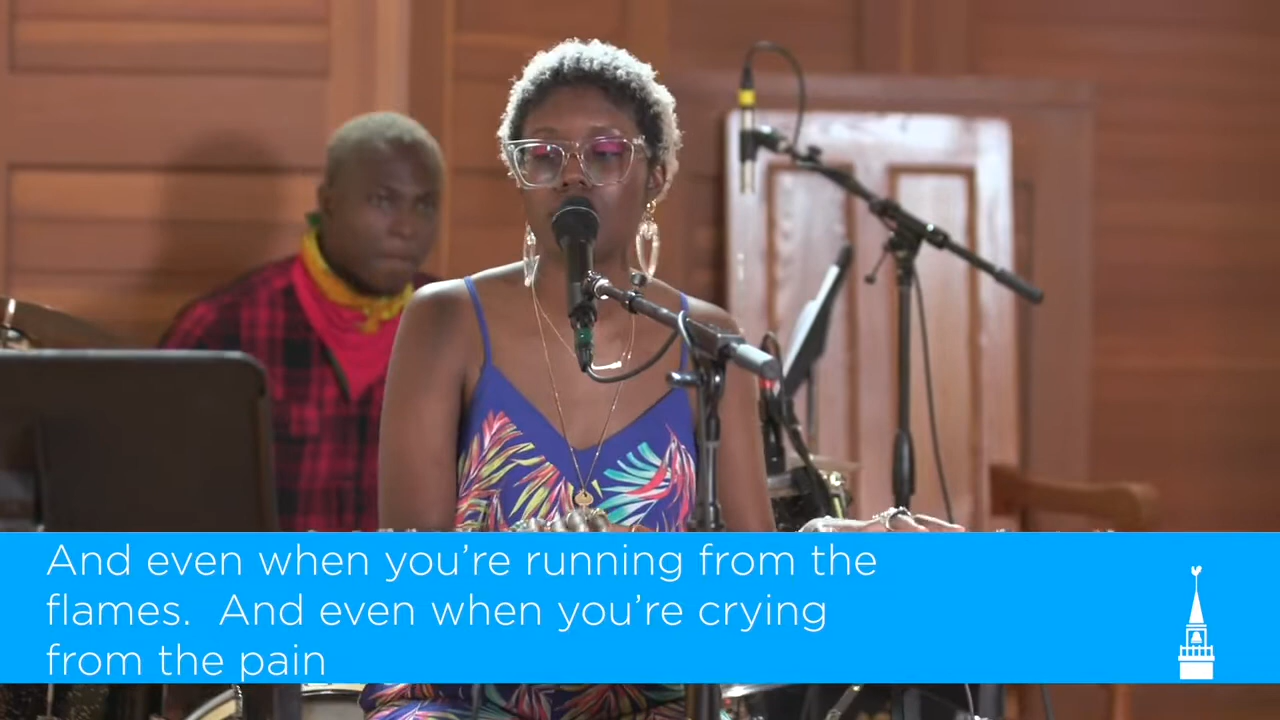 And even when you’re running from the
flames.  And even when you’re crying
from the pain